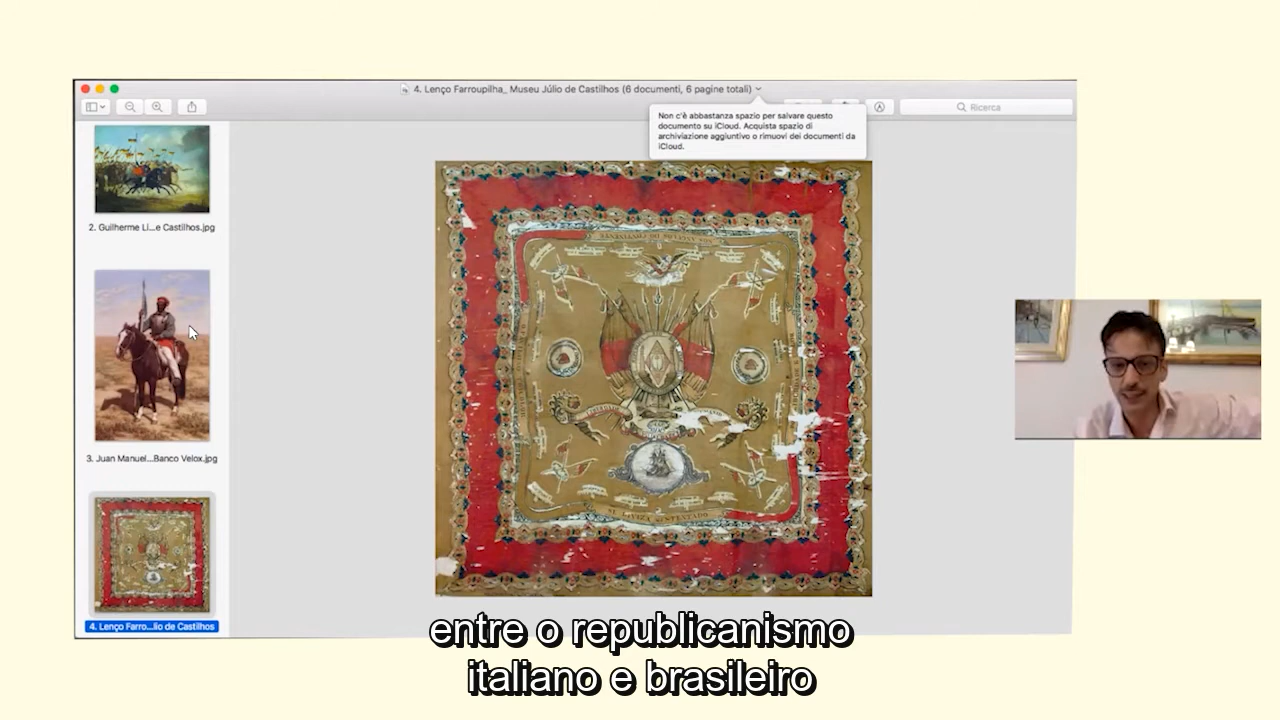 4. Lenço Farroupilha_ Museu Júlio de Castilhos (6 documenti, 6 pagine totali)
Ricerca
Non c'è abbastanza spazio per salvare questo
documento su iCloud. Acquista spazio di
archiviazione aggiuntivo o rimuovi dei documenti da
iCloud.
2. Guilherme Li...e Castilhos.jpg
3. Juan Manuel...Banco Velox.jpg
4. Lenço Farro...lio de Castilhos
entre o republicanismo
italiano e brasileiro